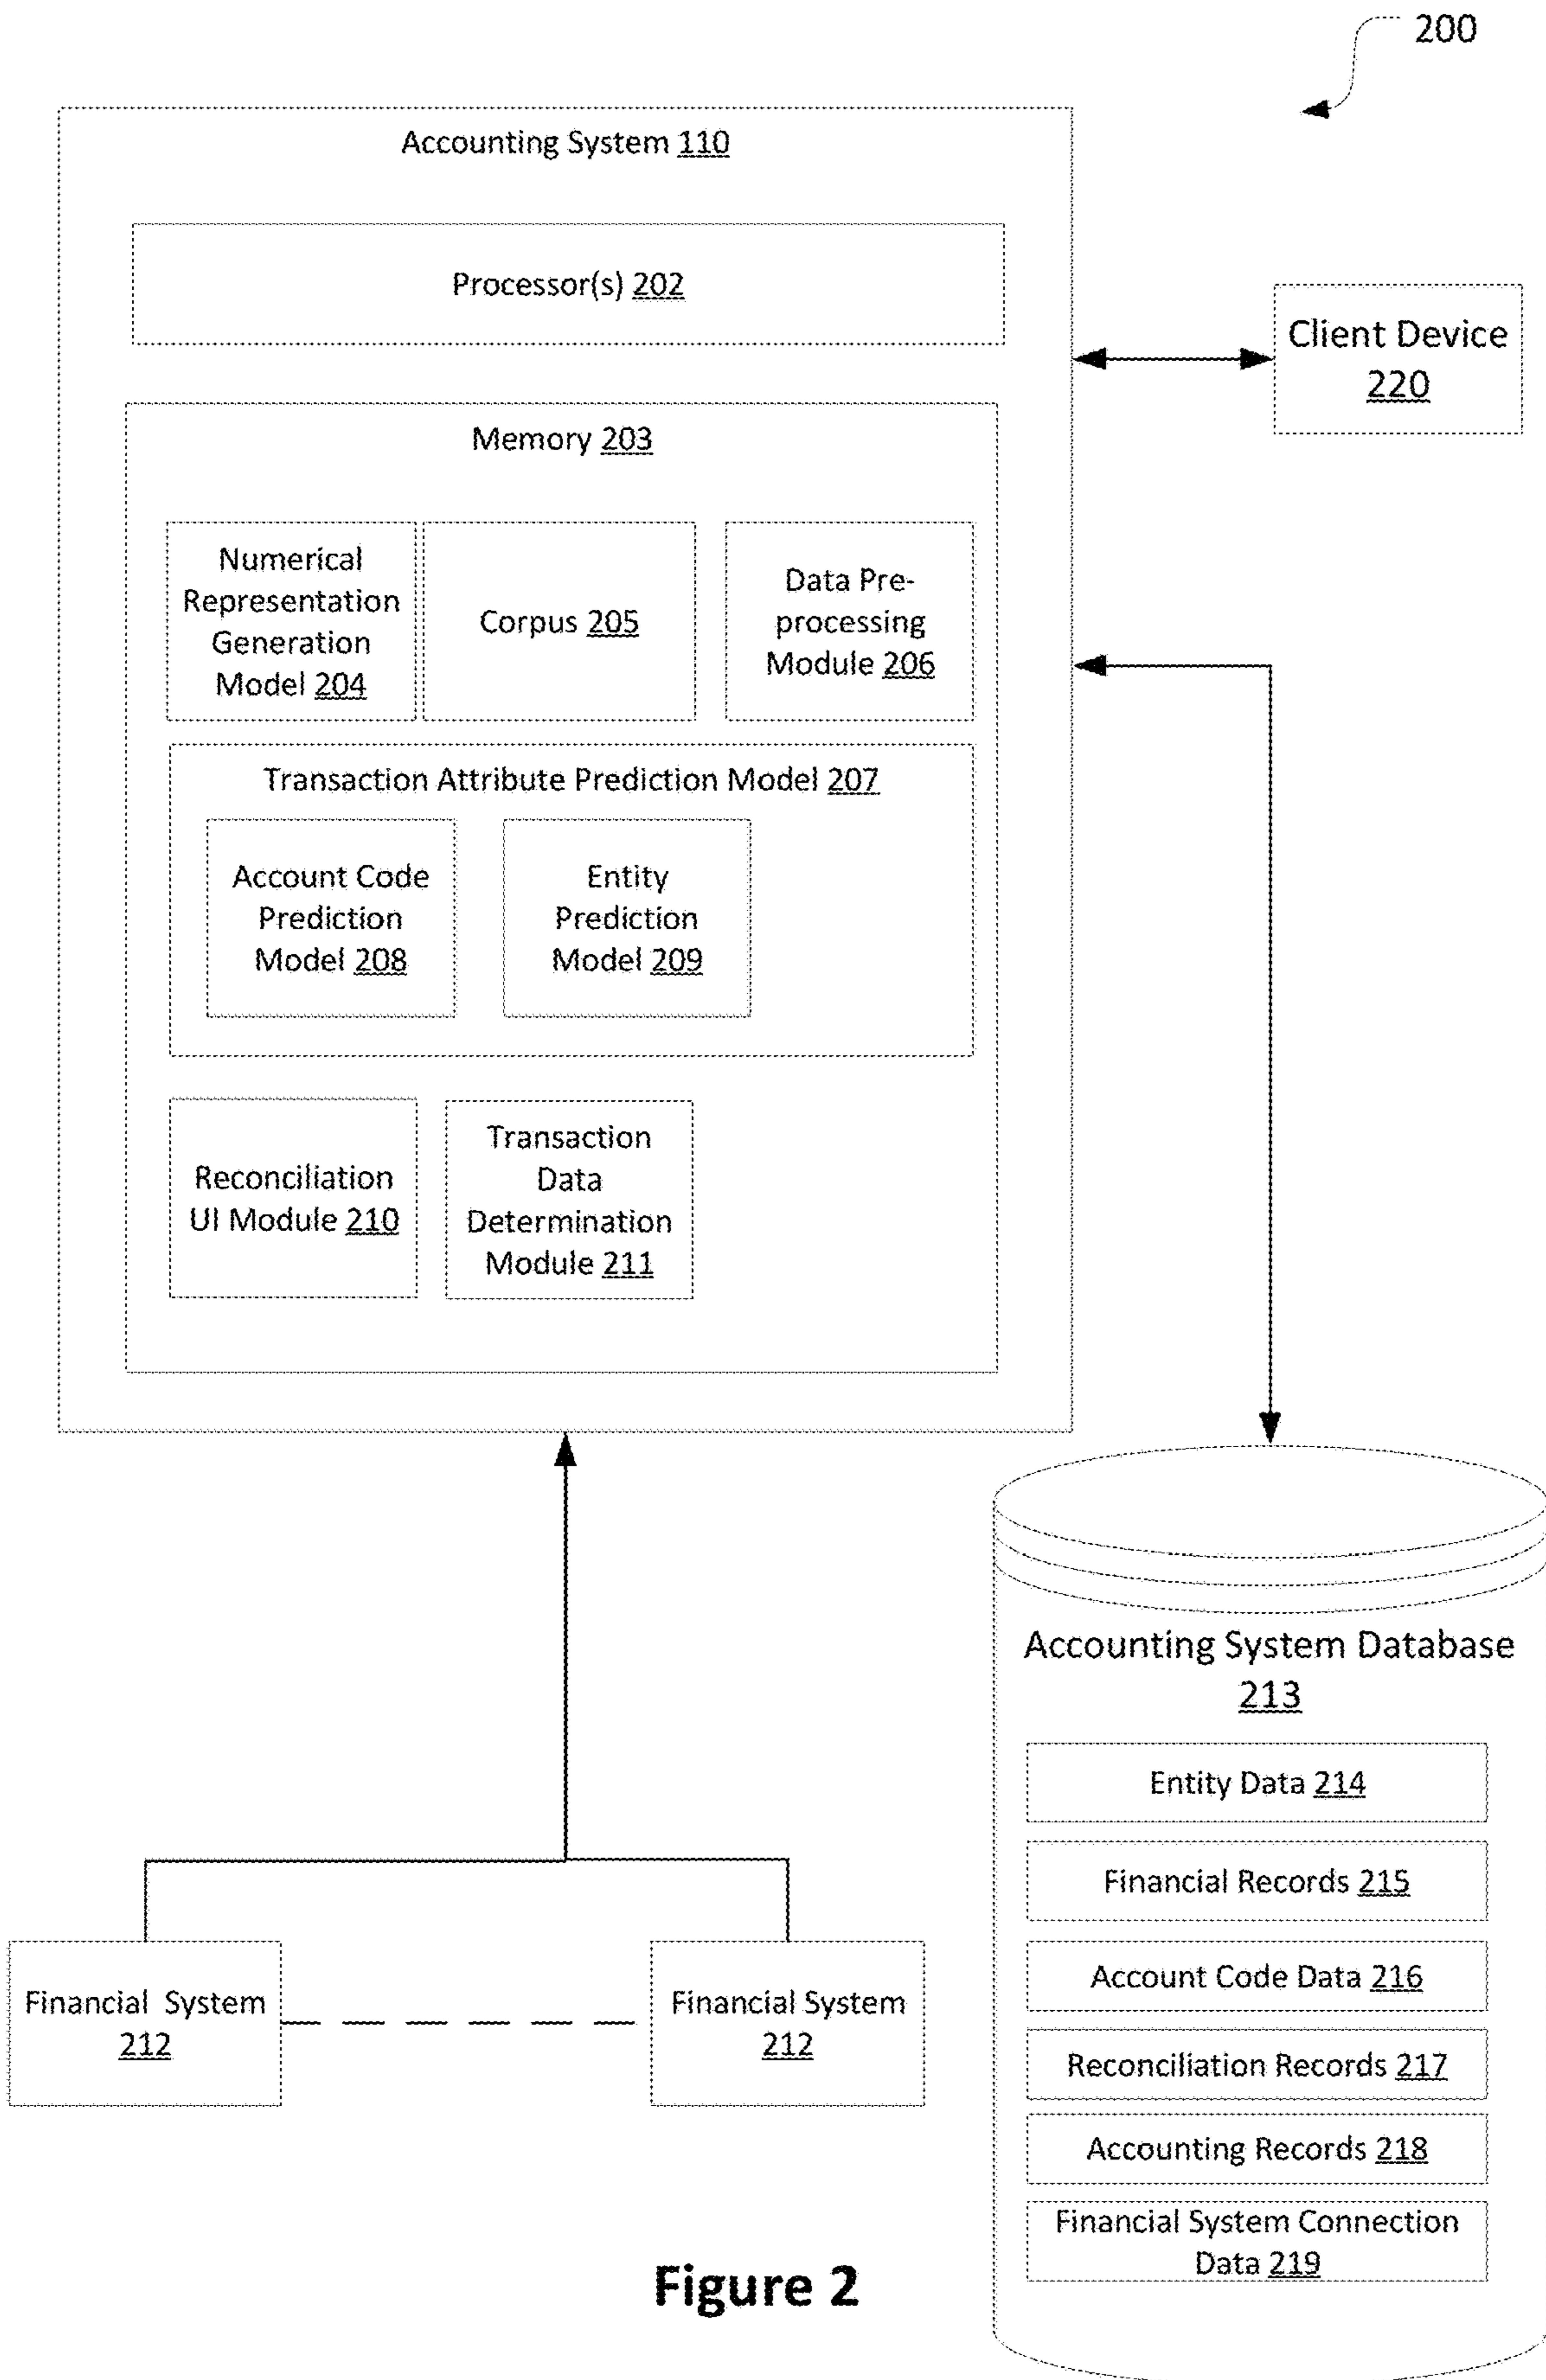 200
Accounting System 110
Processor(s) 202
Client Device
220
Memory 203
Numerical
Representation
Generation
Model 204
Corpus 205
Data Pre-
processing
Module 206
Transaction Attribute Prediction Model 207
Account Code
Prediction
Model 208
Entity
Prediction
Model 209
Reconciliation
UI Module 210
Transaction
Data
Determination
Module 211
Accounting System Database
213
Entity Data 214
Financial Records 215
Account Code Data 216
Reconciliation Records 217
Accounting Records 218
Financial System Connection
Data 219
Financial System
212
Financial System
212
Figure 2